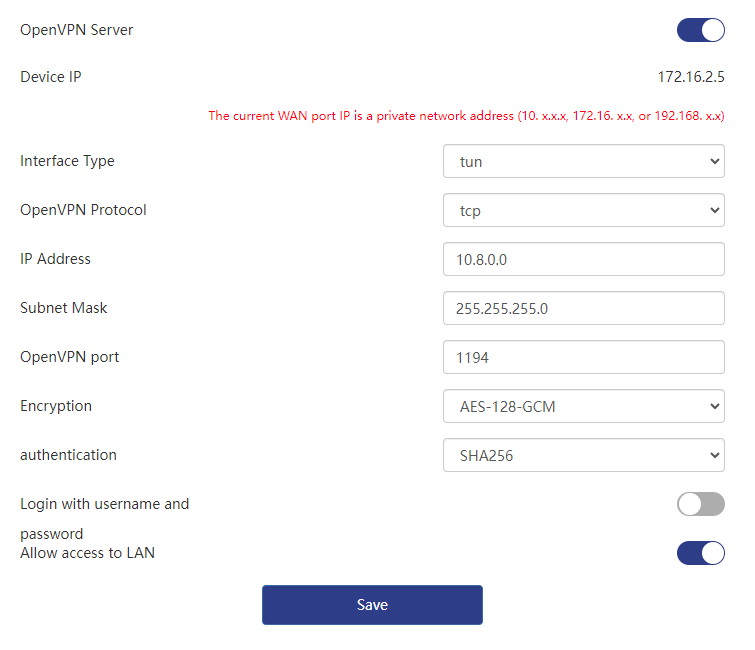 OpenVPN Server
Device IP 172.16.2.5
The current WAN port IP is a private network address (10. x.x.x, 172.16. x.x, or 192.168. x.x)
Interface Type tun
OpenVPN Protocol tcp
IP Address 10.8.0.0
Subnet Mask 255.255.255.0
OpenVPN port 1194
Encryption AES-128-GCM
authentication SHA256
Login with username and
password
Allow access to LAN
Save